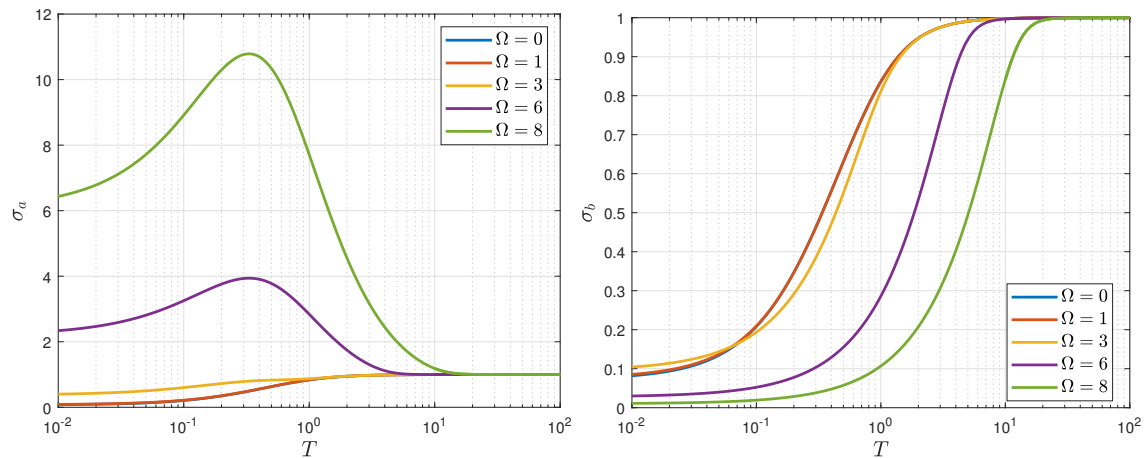 12
10
8
6
4
2
0
σ_a
10^-2
10^-1
10^0
10^1
10^2
T
Ω = 0
Ω = 1
Ω = 3
Ω = 6
Ω = 8
1
0.9
0.8
0.7
0.6
0.5
0.4
0.3
0.2
0.1
0
σ_b
10^-2
10^-1
10^0
10^1
10^2
T
Ω = 0
Ω = 1
Ω = 3
Ω = 6
Ω = 8